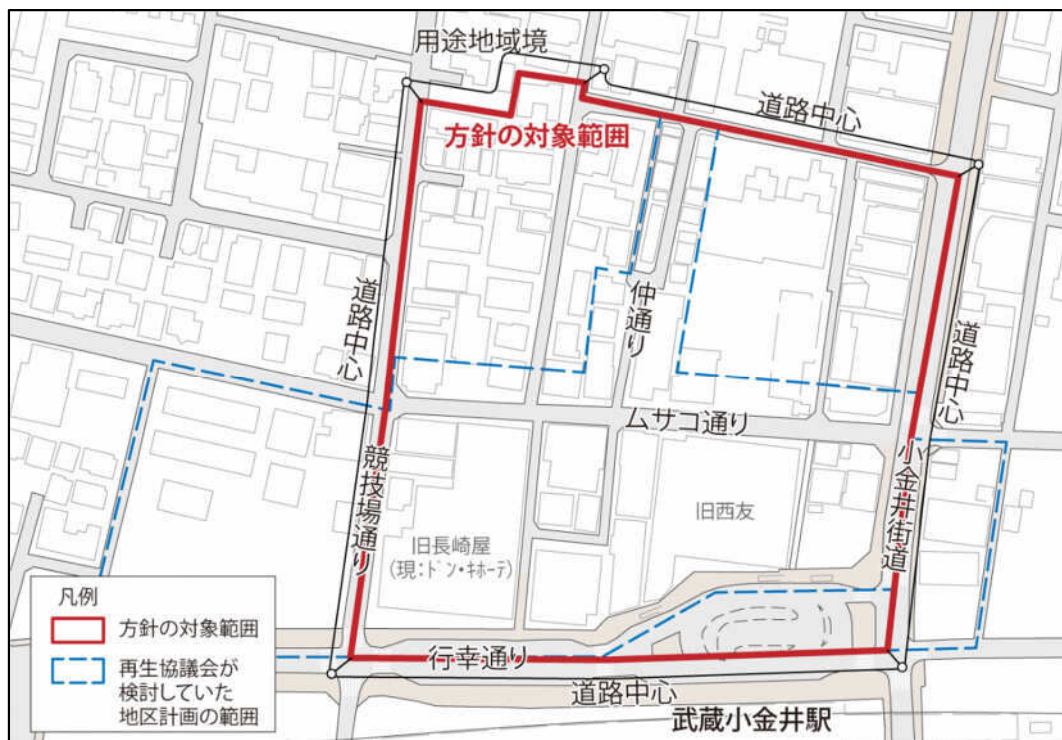 用途地域境
道路中心
方針の対象範囲
道路中心
仲通り
道路中心
ムサコ通り
競技場通り
小金井街道
旧西友
旧長崎屋
(現:ドン・キホーテ)
凡例
方針の対象範囲
再生協議会が
検討していた
地区計画の範囲
行幸通り
道路中心
武蔵小金井駅